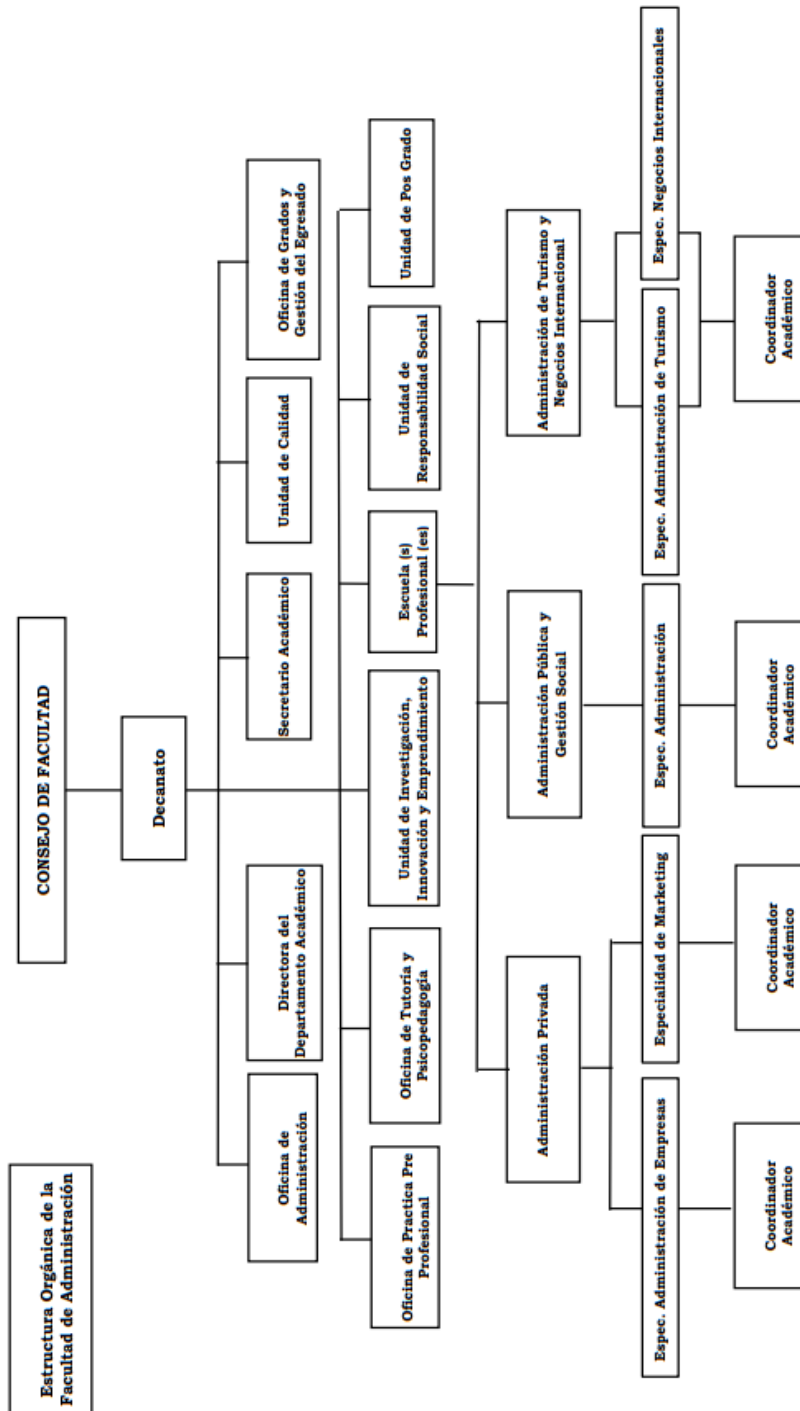 Estructura Orgánica de la
Facultad de Administración
CONSEJO DE FACULTAD
Decanato
Oficina de
Administración
Directora del
Departamento Académico
Secretario Académico
Unidad de Calidad
Oficina de Grados y
Gestión del Egresado
Oficina de Practica Pre
Profesional
Oficina de Tutoría y
Psicopedagogía
Unidad de Investigación,
Innovación y Emprendimiento
Escuela (s)
Profesional (es)
Unidad de
Responsabilidad Social
Unidad de Pos Grado
Administración Privada
Administración Pública y
Gestión Social
Administración de Turismo y
Negocios Internacional
Espec. Administración de Empresas
Especialidad de Marketing
Espec. Administración
Espec. Administración de Turismo
Espec. Negocios Internacionales
Coordinador
Académico
Coordinador
Académico
Coordinador
Académico
Coordinador
Académico